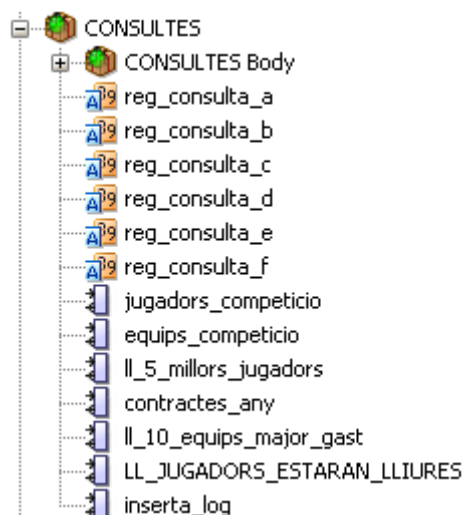 CONSULTES
CONSULTES Body
reg_consulta_a
reg_consulta_b
reg_consulta_c
reg_consulta_d
reg_consulta_e
reg_consulta_f
jugadors_competicio
equips_competicio
ll_5_millors_jugadors
contractes_any
ll_10_equips_major_gast
LL_JUGADORS_ESTARAN_LLIURES
inserta_log